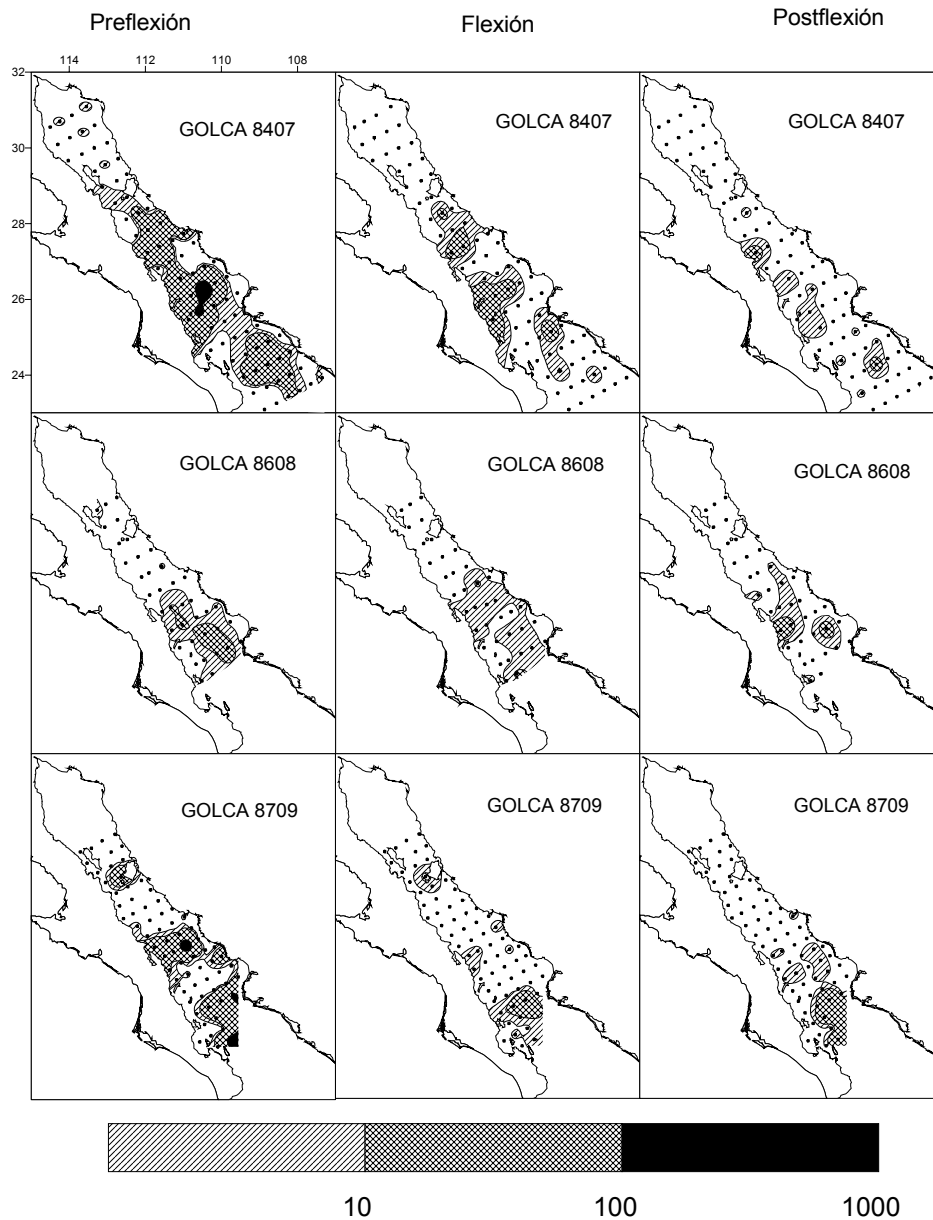 Preflexión Flexión Postflexión
114 112 110 108
32
GOLCA 8407 GOLCA 8407 GOLCA 8407
30
28
26
24
GOLCA 8608 GOLCA 8608 GOLCA 8608
GOLCA 8709 GOLCA 8709 GOLCA 8709
10 100 1000